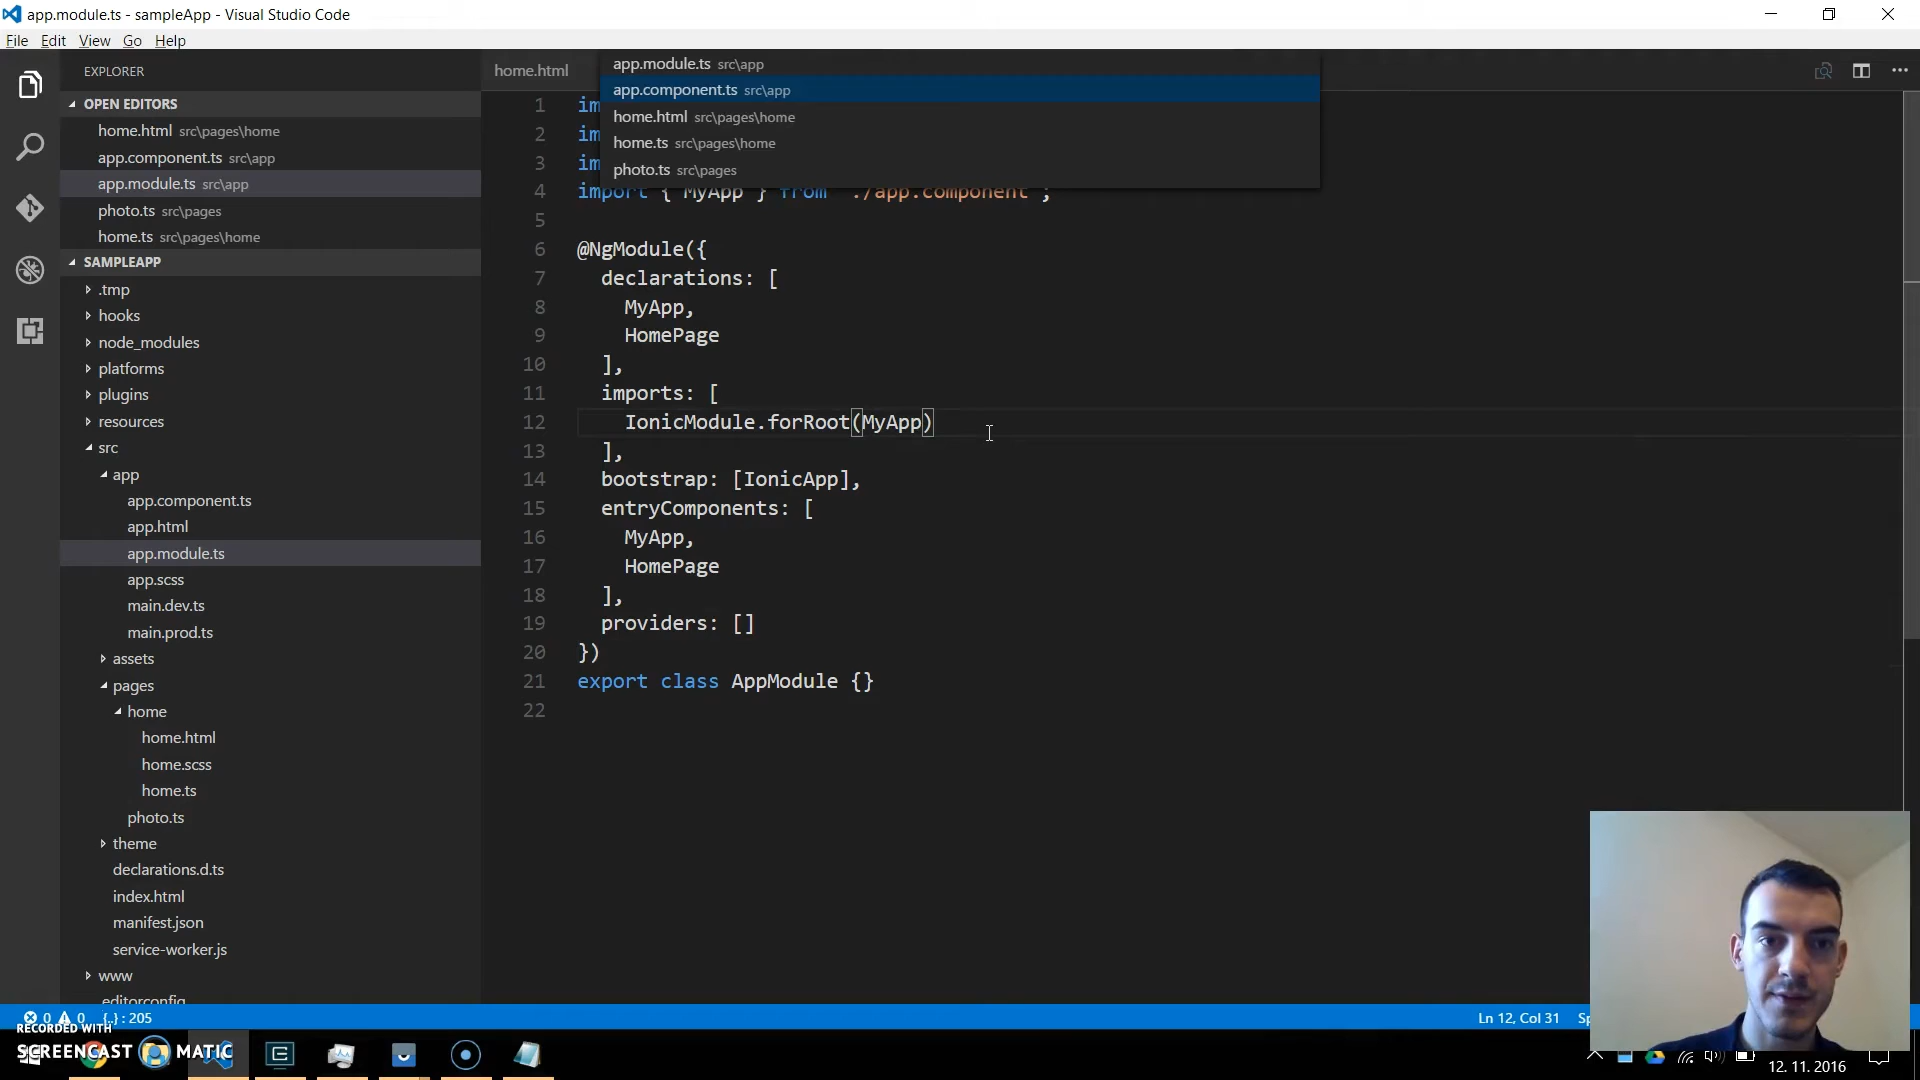 app.module.ts - sampleApp - Visual Studio Code
File Edit View Go Help
EXPLORER
OPEN EDITORS
home.html src\pages\home
app.component.ts src\app
app.module.ts src\app
photo.ts src\pages
home.ts src\pages\home
SAMPLEAPP
.tmp
hooks
node_modules
platforms
plugins
resources
src
app
app.component.ts
app.html
app.module.ts
app.scss
main.dev.ts
main.prod.ts
assets
pages
home
home.html
home.scss
home.ts
photo.ts
theme
declarations.d.ts
index.html
manifest.json
service-worker.js
www
.editorconfig
home.html
app.module.ts src\app
app.component.ts src\app
home.html src\pages\home
home.ts src\pages\home
photo.ts src\pages
1 im
2 im
3 im
4 import { MyApp } from './app.component';
5
6 @NgModule({
7 declarations: [
8 MyApp,
9 HomePage
10 ],
11 imports: [
12 IonicModule.forRoot(MyApp)
13 ],
14 bootstrap: [IonicApp],
15 entryComponents: [
16 MyApp,
17 HomePage
18 ],
19 providers: []
20 })
21 export class AppModule {}
22
0 0 {..} : 205
Ln 12, Col 31 Sp
RECORDED WITH
SCREENCAST MATIC
12. 11. 2016